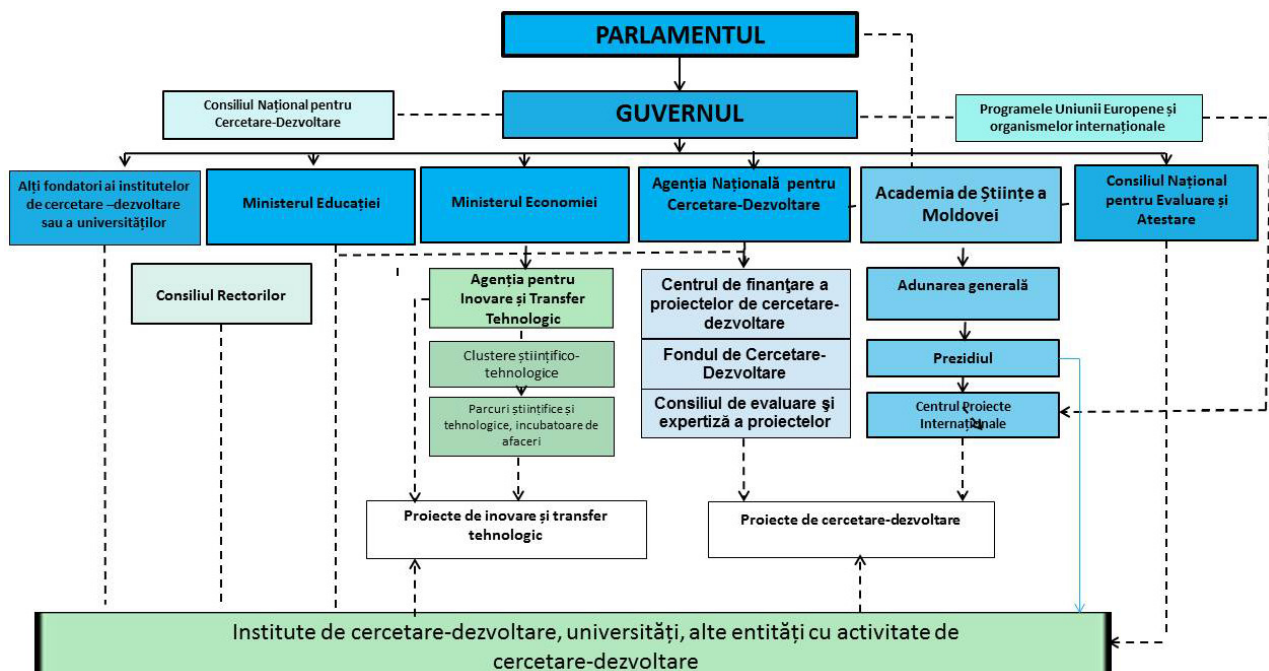 PARLAMENTUL
Consiliul Național pentru
Cercetare-Dezvoltare
GUVERNUL
Programele Uniunii Europene și
organismelor internaționale
Alți fondatori ai institutelor
de cercetare –dezvoltare
sau a universităților
Ministerul Educației
Ministerul Economiei
Agenția Națională pentru
Cercetare-Dezvoltare
Academia de Științe a
Moldovei
Consiliul Național
pentru Evaluare și
Atestare
Consiliul Rectorilor
Agenția pentru
Inovare și Transfer
Tehnologic
Centrul de finanţare a
proiectelor de cercetare-
dezvoltare
Adunarea generală
Clustere științifico-
tehnologice
Fondul de Cercetare-
Dezvoltare
Prezidiul
Parcuri științifice și
tehnologice, incubatoare de
afaceri
Consiliul de evaluare şi
expertiză a proiectelor
Centrul Proiecte
Internaționale
Proiecte de inovare și transfer
tehnologic
Proiecte de cercetare-dezvoltare
Institute de cercetare-dezvoltare, universități, alte entități cu activitate de
cercetare-dezvoltare